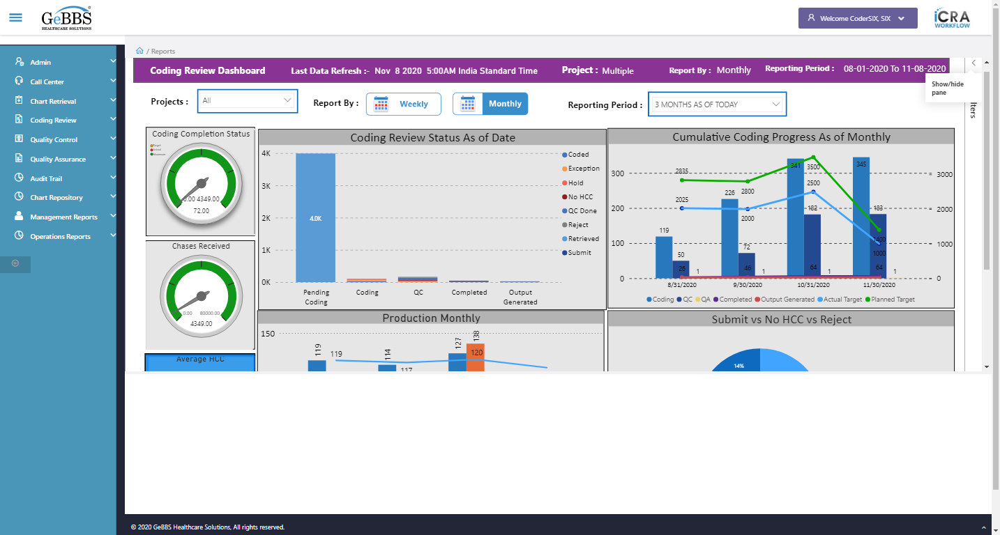 GeBBS
HEALTHCARE SOLUTIONS
Welcome CoderSIX, SIX
iCRA
WORKFLOW
Admin
Call Center
Chart Retrieval
Coding Review
Quality Control
Quality Assurance
Audit Trail
Chart Repository
Management Reports
Operations Reports
/ Reports
Coding Review Dashboard
Last Data Refresh :- Nov 8 2020 5:00AM India Standard Time
Project : Multiple
Report By : Monthly
Reporting Period : 08-01-2020 To 11-08-2020
Show/hide
pane
lters
Projects :
All
Report By :
Weekly
Monthly
Reporting Period :
3 MONTHS AS OF TODAY
Coding Completion Status
Target
Actual
Maximum
0.00 4349.00
72.00
Chases Received
0.00 80000.00
4349.00
Average HCC
Coding Review Status As of Date
4K
3K
2K
1K
0K
4.0K
Pending
Coding
Coding
QC
Completed
Output
Generated
Coded
Exception
Hold
No HCC
QC Done
Reject
Retrieved
Submit
Cumulative Coding Progress As of Monthly
300
200
100
0
3000
2000
1000
0
2835
2025
119
50
26
1
226
2800
2000
72
46
1
341
3500
2500
182
64
1
345
183
1400
1000
64
1
8/31/2020
9/30/2020
10/31/2020
11/30/2020
Coding QC QA Completed Output Generated Actual Target Planned Target
Production Monthly
150
119
119
114
117
127
138
120
Submit vs No HCC vs Reject
14%
© 2020 GeBBS Healthcare Solutions, All rights reserved.